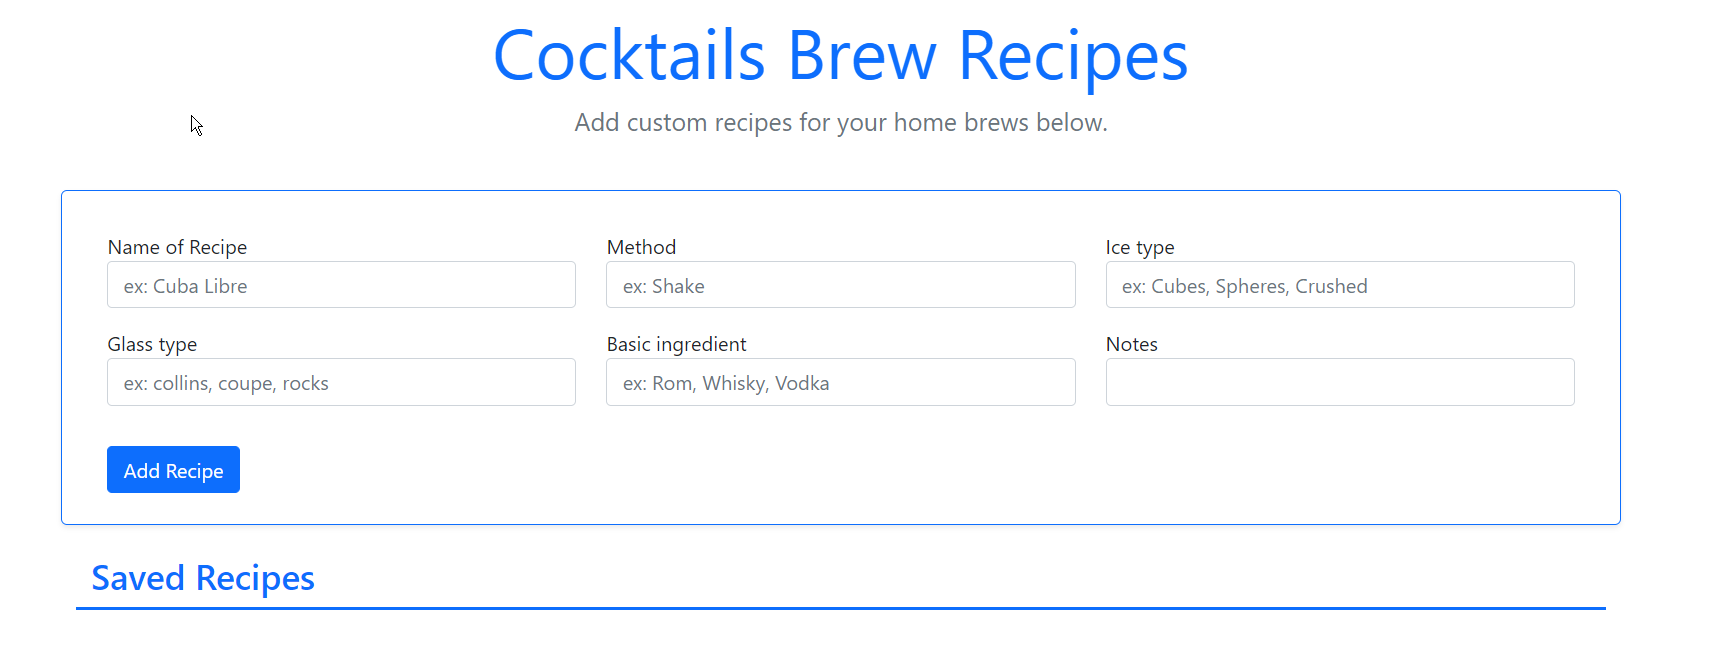 Cocktails Brew Recipes
Add custom recipes for your home brews below.
Name of Recipe
ex: Cuba Libre
Method
ex: Shake
Ice type
ex: Cubes, Spheres, Crushed
Glass type
ex: collins, coupe, rocks
Basic ingredient
ex: Rom, Whisky, Vodka
Notes
Add Recipe
Saved Recipes